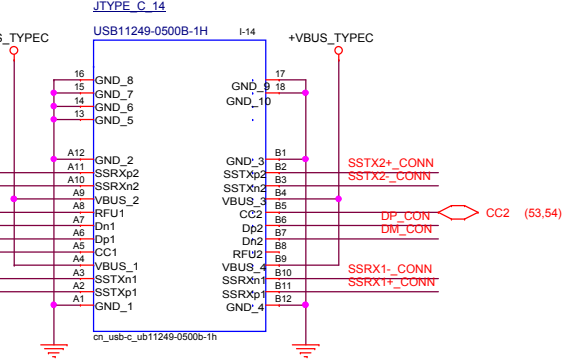 JTYPE_C_14
USB11249-0500B-1H I-14
S_TYPEC +VBUS_TYPEC
16 GND_8 GND_9 17
15 GND_7 GND_10 18
14 GND_6
13 GND_5
A12 GND_2 GND_3 B1
A11 SSRXp2 SSTXp2 B2 SSTX2+_CONN
A10 SSRXn2 SSTXn2 B3 SSTX2-_CONN
A9 VBUS_2 VBUS_3 B4
A8 RFU1 CC2 B5 CC2 (53,54)
A7 Dn1 Dp2 B6 DP_CON
A6 Dp1 Dn2 B7 DM_CON
A5 CC1 RFU2 B8
A4 VBUS_1 VBUS_4 B9
A3 SSTXn1 SSRXn1 B10 SSRX1-_CONN
A2 SSTXp1 SSRXp1 B11 SSRX1+_CONN
A1 GND_1 GND_4 B12
cn_usb-c_ub11249-0500b-1h